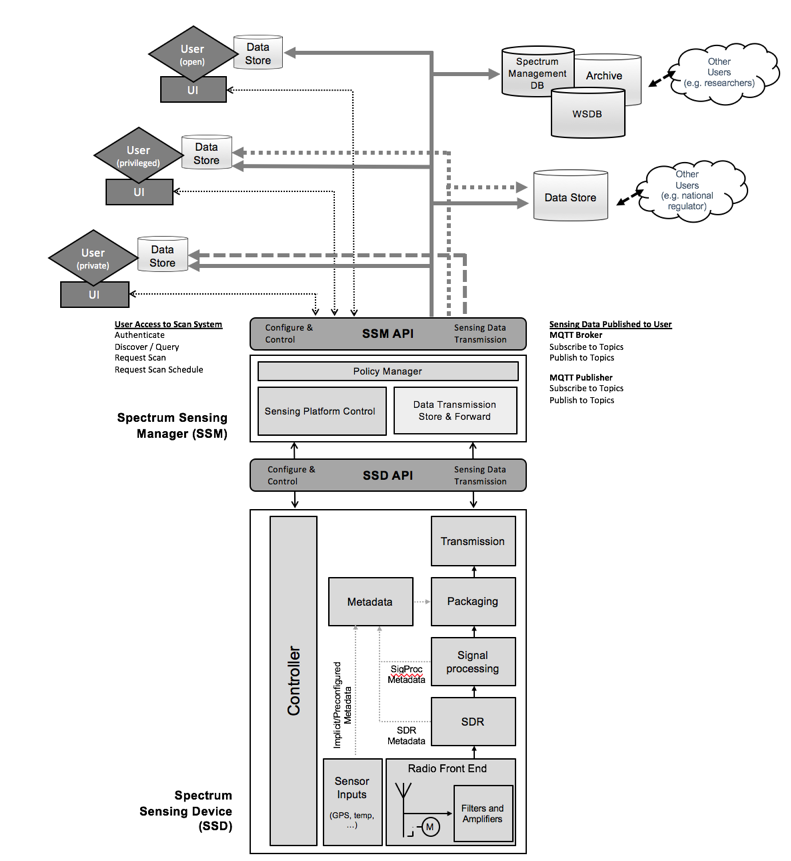 User
(open)
Data
Store
UI
Spectrum
Management
DB
Archive
WSDB
Other
Users
(e.g. researchers)
User
(privileged)
Data
Store
UI
Data Store
Other
Users
(e.g. national
regulator)
User
(private)
Data
Store
UI
User Access to Scan System
Authenticate
Discover / Query
Request Scan
Request Scan Schedule
Configure &
Control
SSM API
Sensing Data
Transmission
Sensing Data Published to User
MQTT Broker
Subscribe to Topics
Publish to Topics
MQTT Publisher
Subscribe to Topics
Publish to Topics
Policy Manager
Sensing Platform Control
Data Transmission
Store & Forward
Spectrum Sensing
Manager (SSM)
Configure &
Control
SSD API
Sensing Data
Transmission
Controller
Transmission
Metadata
Packaging
Signal
processing
SigProc
Metadata
Implicit/Preconfigured
Metadata
SDR
SDR
Metadata
Sensor
Inputs
(GPS, temp,
...)
Radio Front End
Filters and
Amplifiers
M
Spectrum
Sensing Device
(SSD)